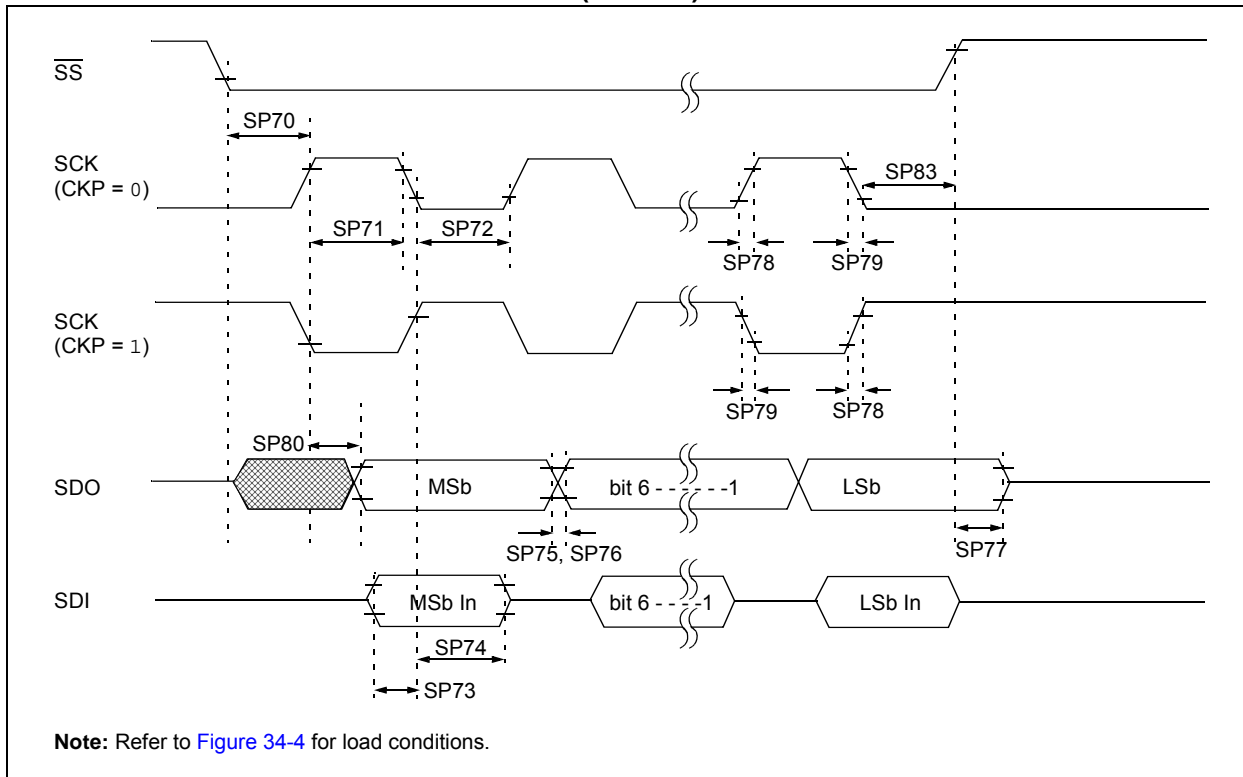 SS
SP70
SCK
(CKP = 0)
SP83
SP71
SP72
SP78
SP79
SCK
(CKP = 1)
SP79
SP78
SP80
SDO
MSb
bit 6 - - - - - -1
LSb
SP75, SP76
SP77
SDI
MSb In
bit 6 - - - -1
LSb In
SP74
SP73
Note: Refer to Figure 34-4 for load conditions.